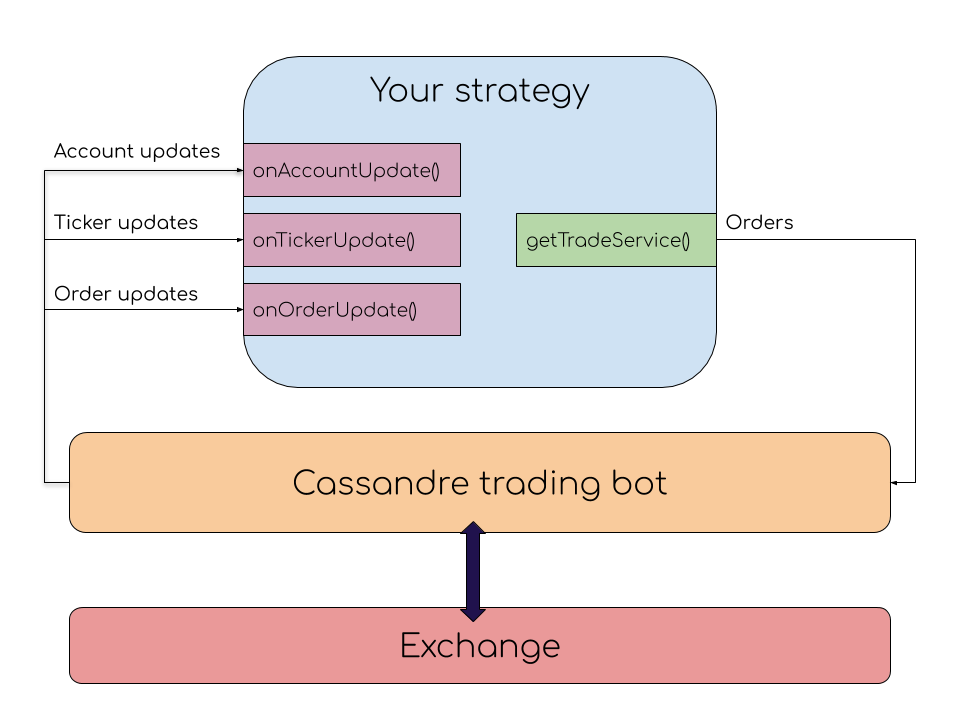 Your strategy
Account updates
onAccountUpdate()
Ticker updates
onTickerUpdate()
getTradeService()
Orders
Order updates
onOrderUpdate()
Cassandre trading bot
Exchange